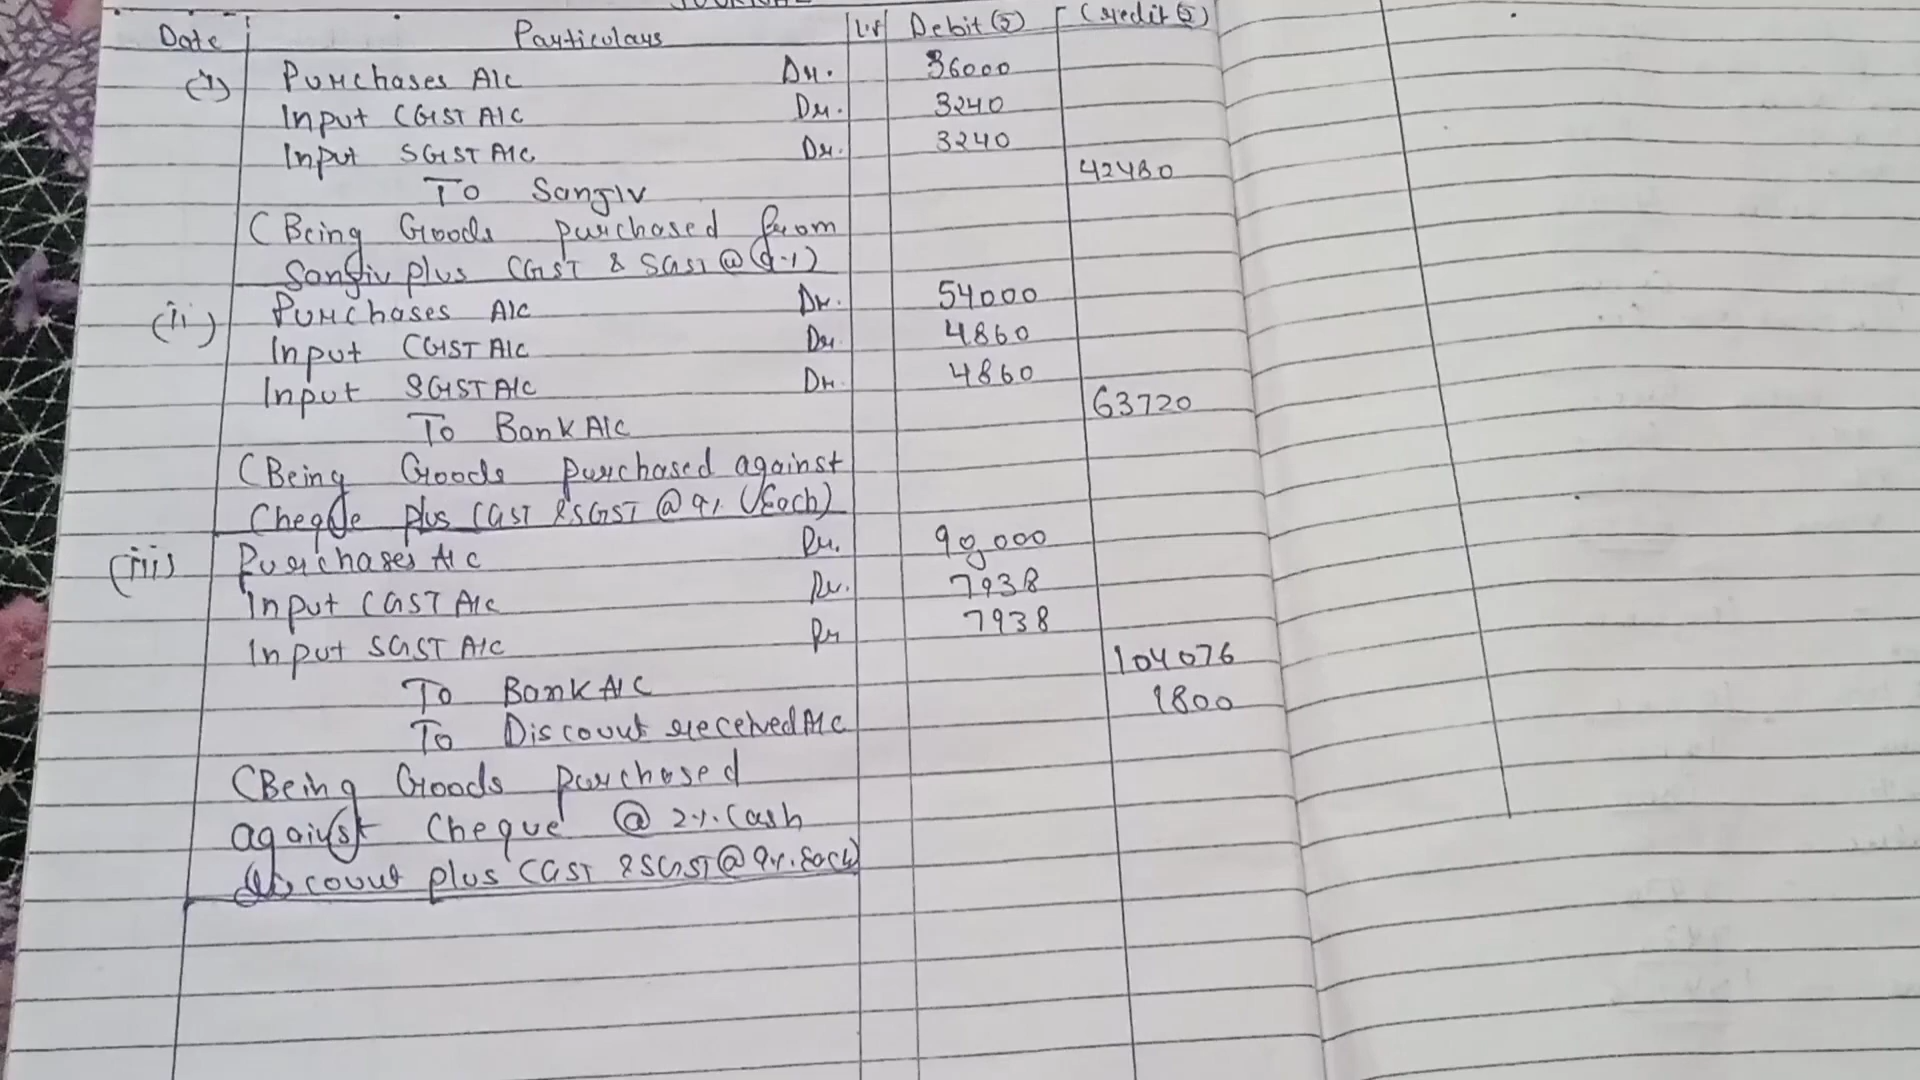 JOURNAL
Date Particulars L.F Debit (₹) Credit (₹)
(i) Purchases A/c Dr. 36000
Input CGST A/c Dr. 3240
Input SGST A/c Dr. 3240
To Sanjiv 42480
(Being Goods purchased from
Sanjiv plus CGST & SGST @ 9%)
(ii) Purchases A/c Dr. 54000
Input CGST A/c Dr. 4860
Input SGST A/c Dr. 4860
To Bank A/c 63720
(Being Goods purchased against
Cheque plus CGST & SGST @ 9% (Each)
(iii) Purchases A/c Dr. 90,000
Input CGST A/c Dr. 7938
Input SGST A/c Dr 7938
To Bank A/c 104076
To Discount received A/c 1800
(Being Goods purchased
against Cheque @ 2% Cash
discount plus CGST & SGST @ 9% Each)